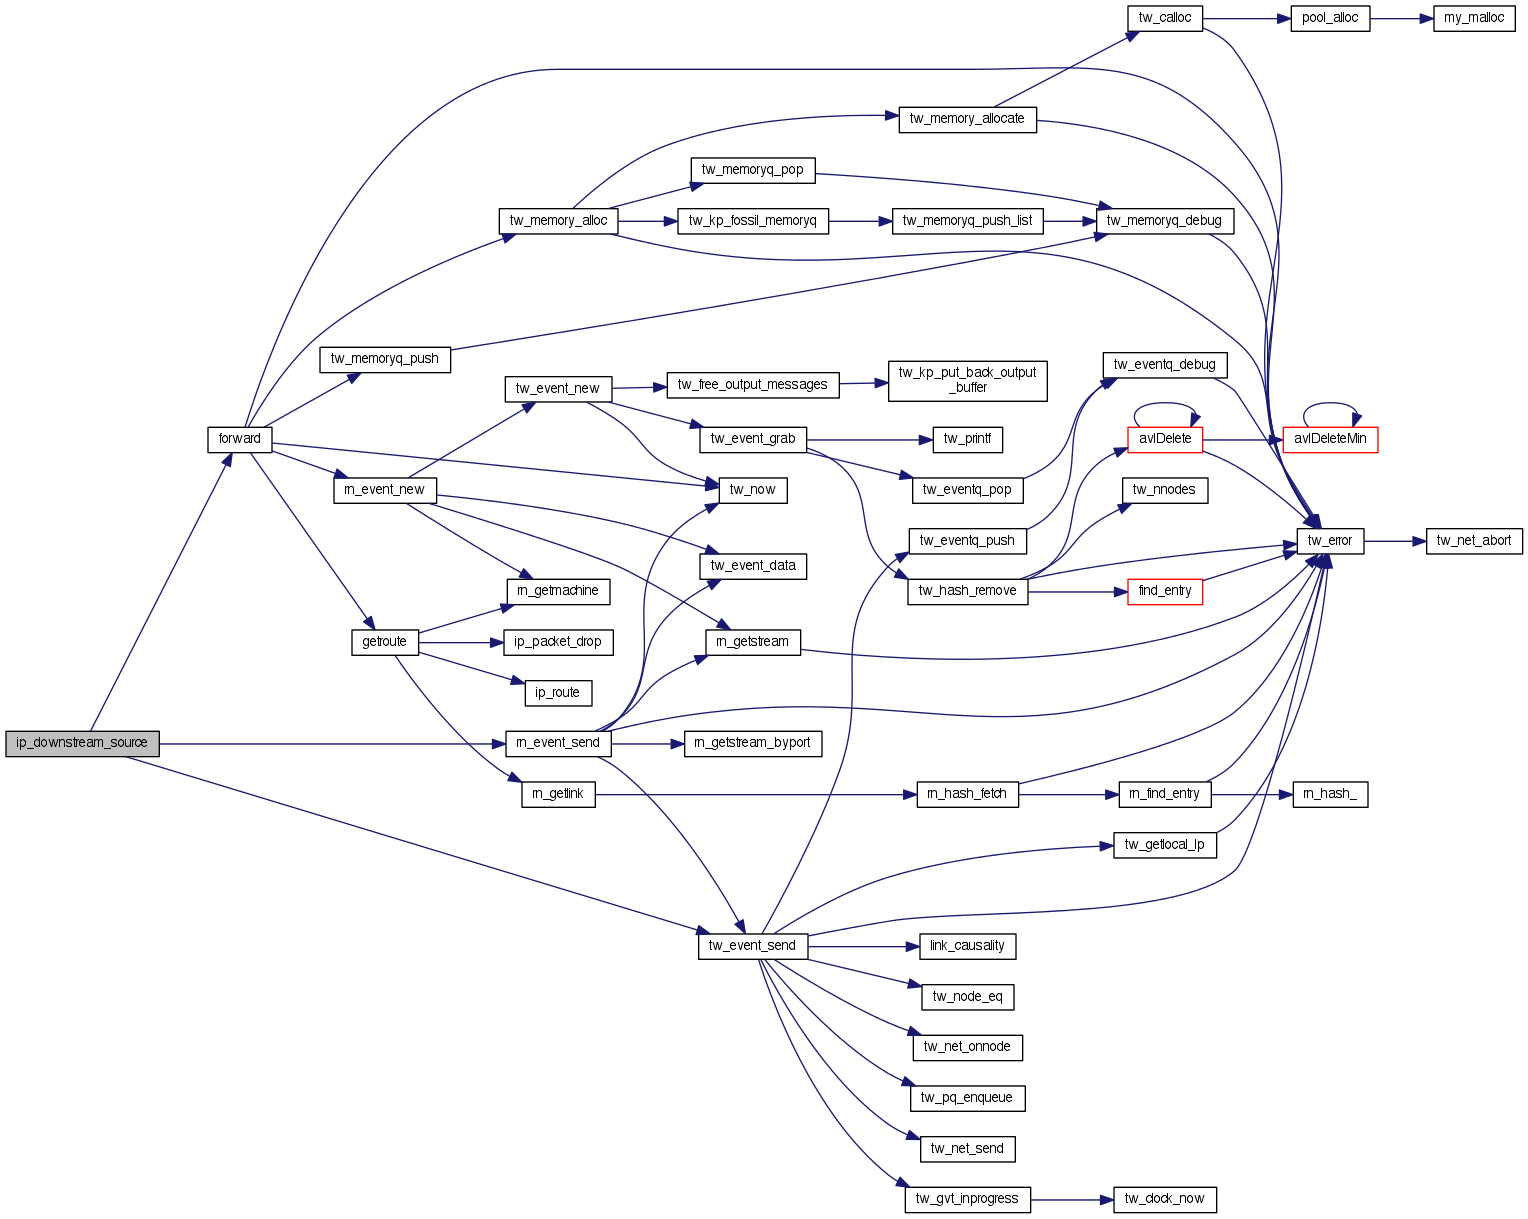 tw_calloc
pool_alloc
my_malloc
tw_memory_allocate
tw_memoryq_pop
tw_memory_alloc
tw_kp_fossil_memoryq
tw_memoryq_push_list
tw_memoryq_debug
tw_memoryq_push
tw_event_new
tw_free_output_messages
tw_kp_put_back_output
_buffer
tw_eventq_debug
forward
tw_event_grab
tw_printf
avlDelete
avlDeleteMin
rn_event_new
tw_now
tw_eventq_pop
tw_nnodes
tw_eventq_push
tw_error
tw_net_abort
tw_event_data
rn_getmachine
tw_hash_remove
find_entry
getroute
ip_packet_drop
rn_getstream
ip_route
ip_downstream_source
rn_event_send
rn_getstream_byport
rn_getlink
rn_hash_fetch
rn_find_entry
rn_hash_
tw_getlocal_lp
tw_event_send
link_causality
tw_node_eq
tw_net_onnode
tw_pq_enqueue
tw_net_send
tw_gvt_inprogress
tw_clock_now